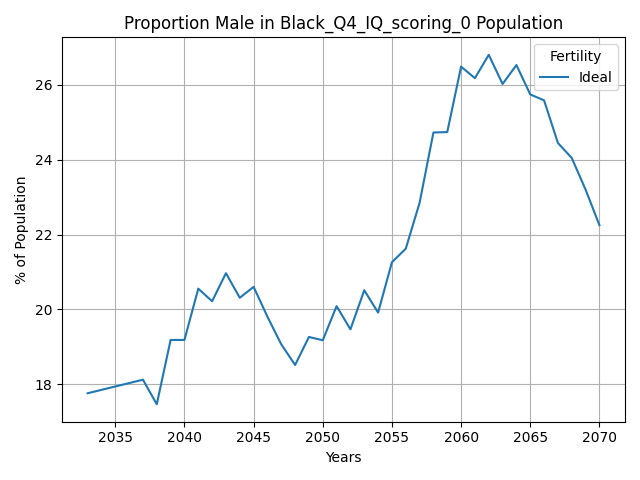 Proportion Male in Black_Q4_IQ_scoring_0 Population
Fertility
Ideal
% of Population
26
24
22
20
18
2035 2040 2045 2050 2055 2060 2065 2070
Years